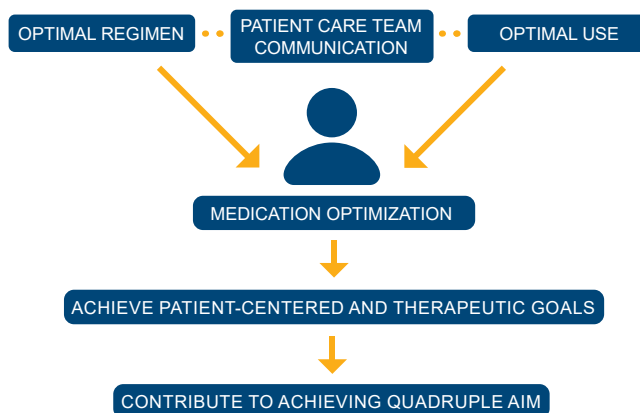 OPTIMAL REGIMEN
PATIENT CARE TEAM
COMMUNICATION
OPTIMAL USE
MEDICATION OPTIMIZATION
ACHIEVE PATIENT-CENTERED AND THERAPEUTIC GOALS
CONTRIBUTE TO ACHIEVING QUADRUPLE AIM